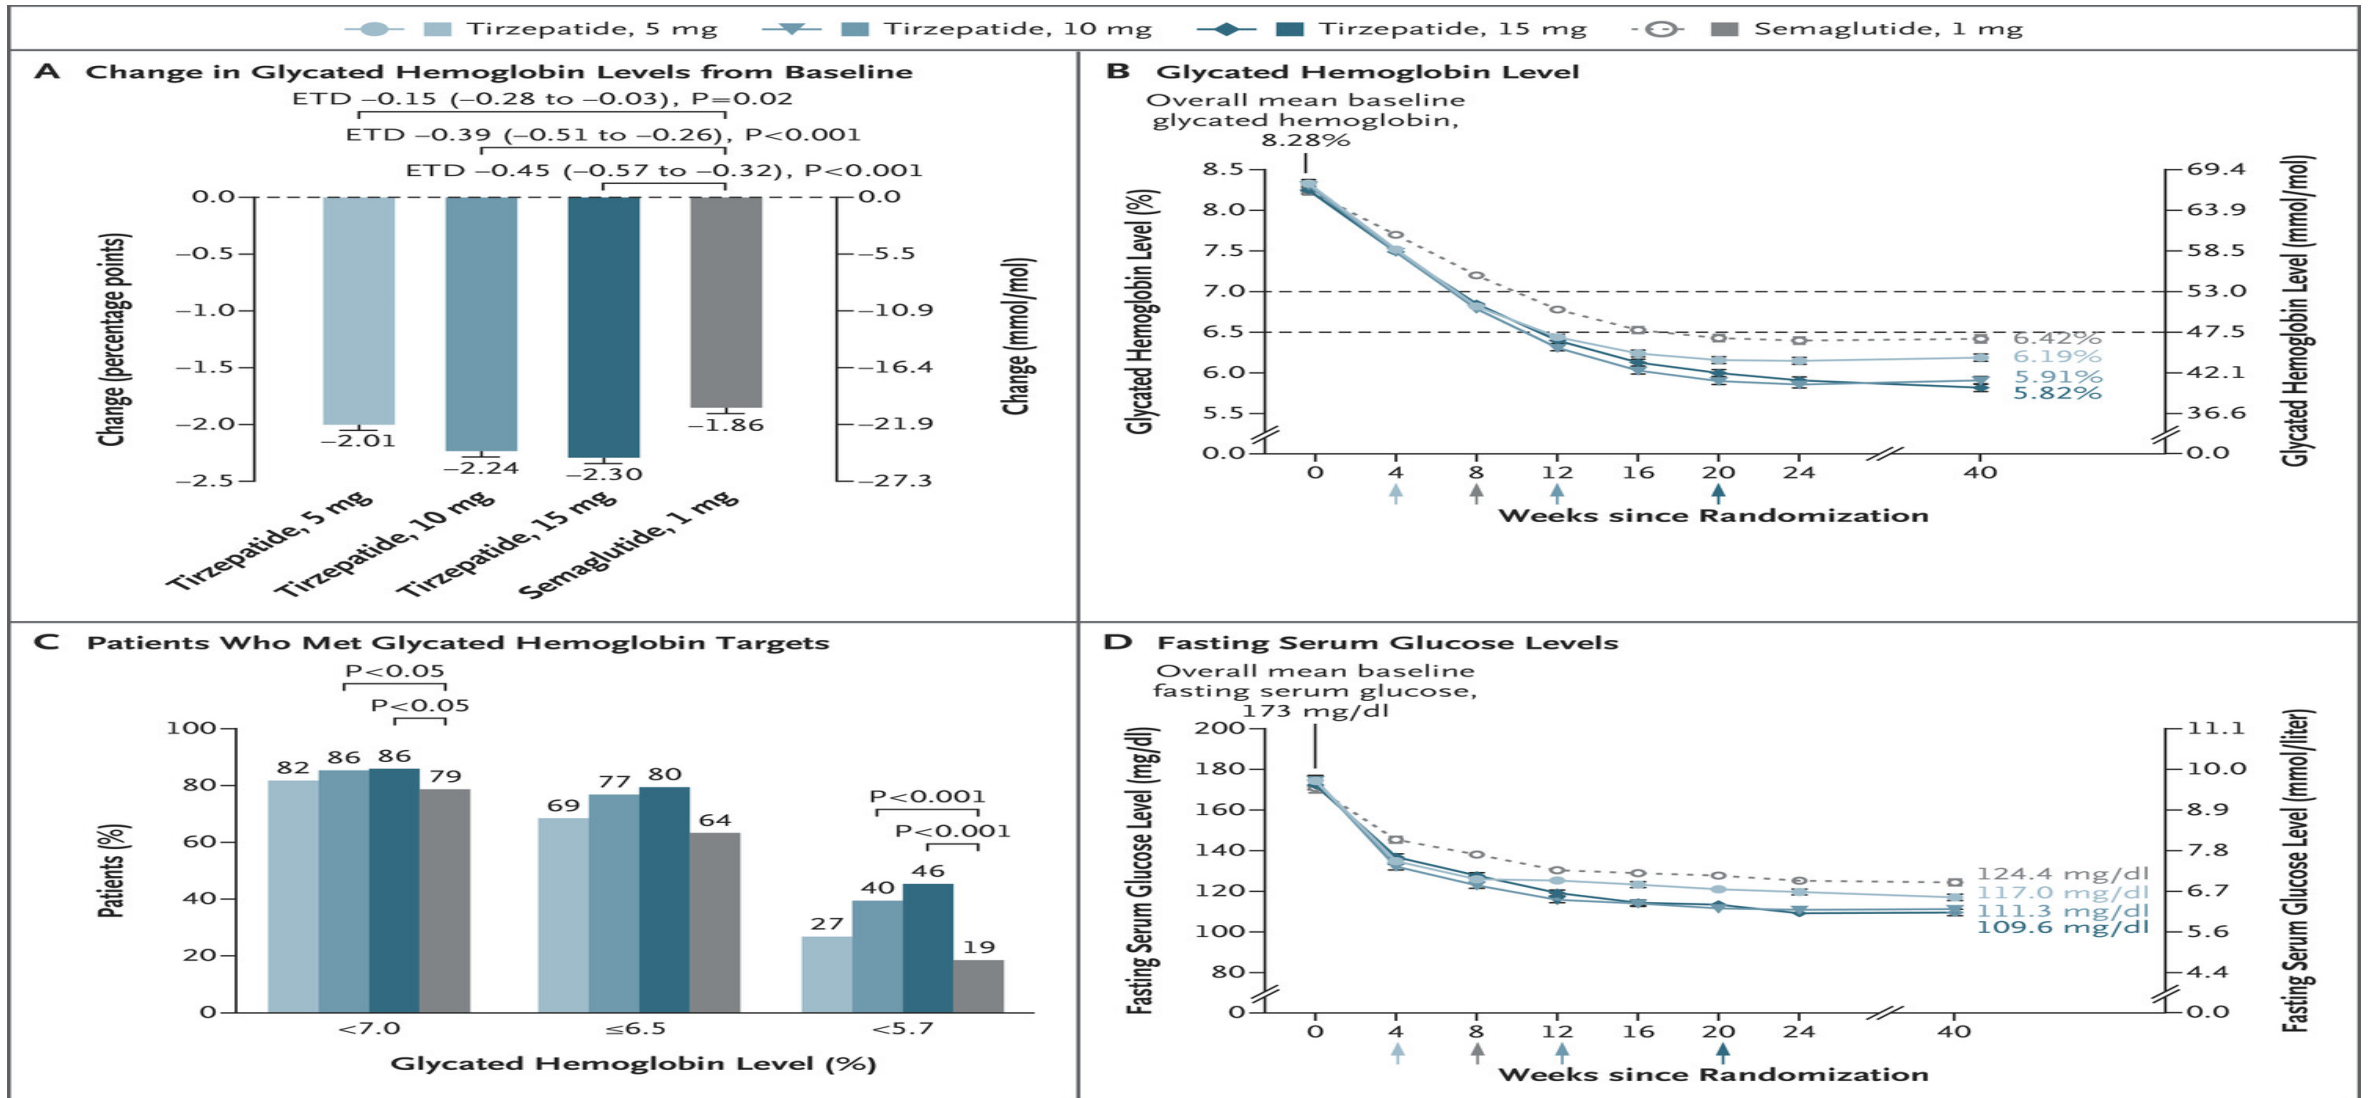 Tirzepatide, 5 mg Tirzepatide, 10 mg Tirzepatide, 15 mg Semaglutide, 1 mg
A Change in Glycated Hemoglobin Levels from Baseline
ETD −0.15 (−0.28 to −0.03), P=0.02
ETD −0.39 (−0.51 to −0.26), P<0.001
ETD −0.45 (−0.57 to −0.32), P<0.001
Change (percentage points)
0.0
−0.5
−1.0
−1.5
−2.0
−2.5
−2.01
−2.24
−2.30
−1.86
0.0
−5.5
−10.9
−16.4
−21.9
−27.3
Change (mmol/mol)
Tirzepatide, 5 mg
Tirzepatide, 10 mg
Tirzepatide, 15 mg
Semaglutide, 1 mg
B Glycated Hemoglobin Level
Overall mean baseline
glycated hemoglobin,
8.28%
Glycated Hemoglobin Level (%)
8.5
8.0
7.5
7.0
6.5
6.0
5.5
0.0
6.42%
6.19%
5.91%
5.82%
69.4
63.9
58.5
53.0
47.5
42.1
36.6
0.0
Glycated Hemoglobin Level (mmol/mol)
0 4 8 12 16 20 24 40
Weeks since Randomization
C Patients Who Met Glycated Hemoglobin Targets
P<0.05
P<0.05
P<0.001
P<0.001
Patients (%)
100
80
60
40
20
0
82 86 86 79
69 77 80 64
27 40 46 19
<7.0 ≤6.5 <5.7
Glycated Hemoglobin Level (%)
D Fasting Serum Glucose Levels
Overall mean baseline
fasting serum glucose,
173 mg/dl
Fasting Serum Glucose Level (mg/dl)
200
180
160
140
120
100
80
0
124.4 mg/dl
117.0 mg/dl
111.3 mg/dl
109.6 mg/dl
11.1
10.0
8.9
7.8
6.7
5.6
4.4
0.0
Fasting Serum Glucose Level (mmol/liter)
0 4 8 12 16 20 24 40
Weeks since Randomization